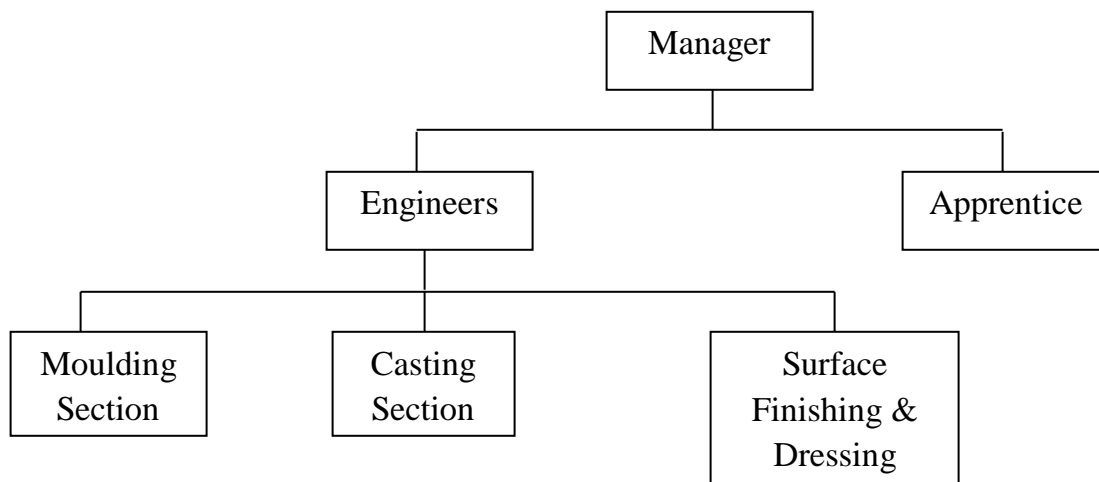 Manager
Engineers
Apprentice
Moulding
Section
Casting
Section
Surface
Finishing &
Dressing